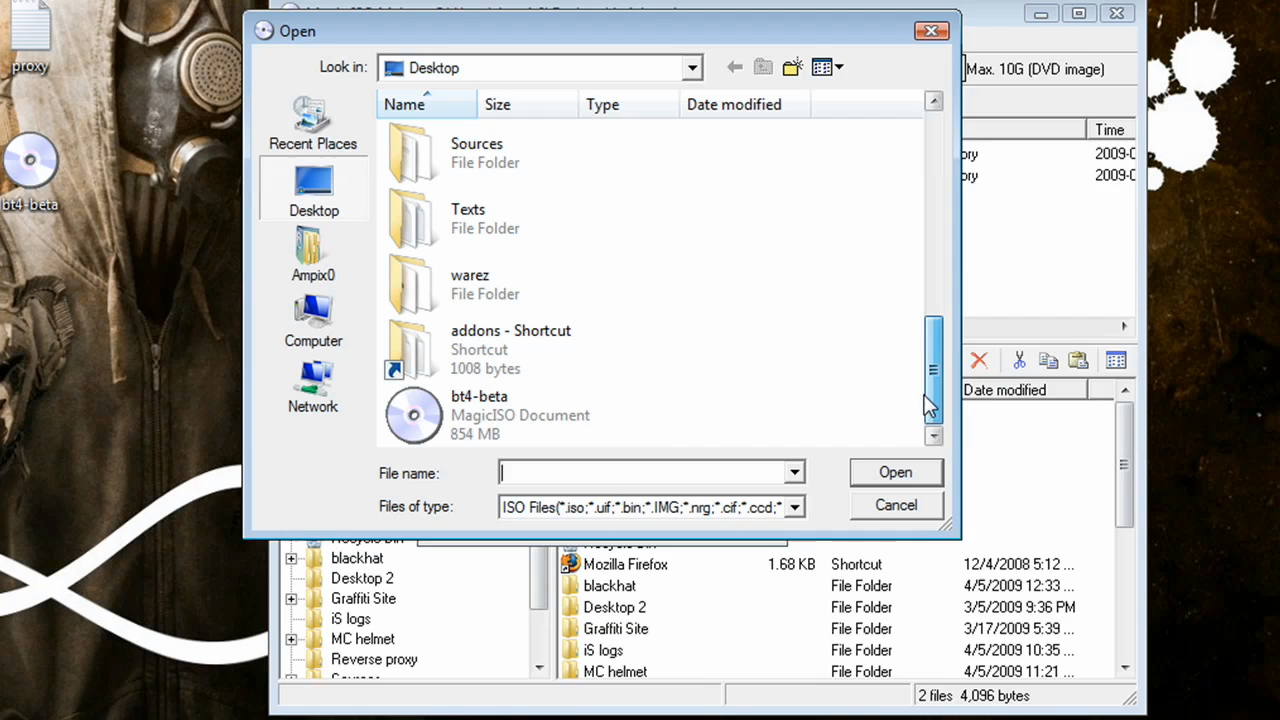 proxy
bt4-beta
Open
Look in:
Desktop
Max. 10G (DVD image)
Name
Size
Type
Date modified
Time
Recent Places
Desktop
Ampix0
Computer
Network
Sources
File Folder
Texts
File Folder
warez
File Folder
addons - Shortcut
Shortcut
1008 bytes
bt4-beta
MagicISO Document
854 MB
ory
2009-0
ory
2009-0
Date modified
File name:
Open
Files of type:
ISO Files(*.iso;*.uif;*.bin;*.IMG;*.nrg;*.cif;*.ccd;*
Cancel
blackhat
Desktop 2
Graffiti Site
iS logs
MC helmet
Reverse proxy
Mozilla Firefox 1.68 KB Shortcut 12/4/2008 5:12 ...
blackhat File Folder 4/5/2009 12:33 ...
Desktop 2 File Folder 3/5/2009 9:36 PM
Graffiti Site File Folder 3/17/2009 5:39 ...
iS logs File Folder 4/5/2009 10:35 ...
MC helmet File Folder 4/5/2009 11:21 ...
2 files 4,096 bytes